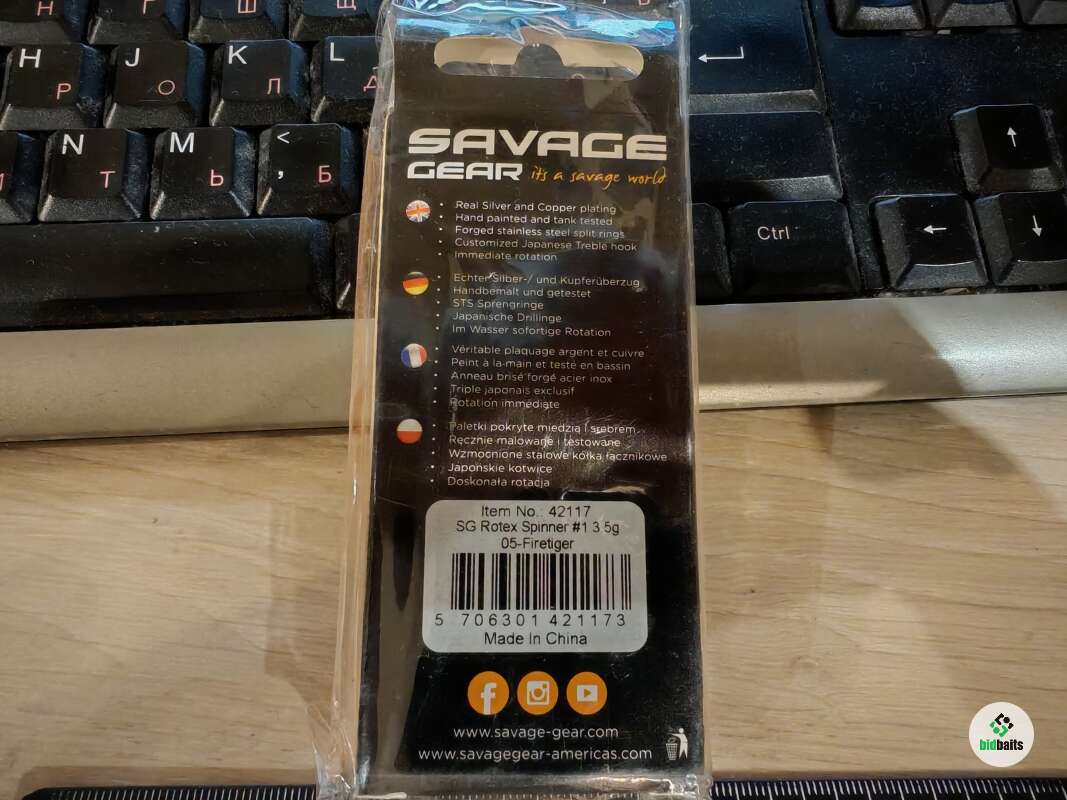 Н
Р
J
О
K
Л
L
Д
N
Т
M
Ь
<
,
Б
Ctrl
SAVAGE
GEAR its a savage world
• Real Silver and Copper plating
• Hand painted and tank tested
• Forged stainless steel split rings
• Customized Japanese Treble hook
• Immediate rotation
• Echter Silber-/ und Kupferüberzug
• Handbemalt und getestet
• STS Sprengringe
• Japanische Drillinge
• Im Wasser sofortige Rotation
• Véritable plaquage argent et cuivre
• Peint à la main et testé en bassin
• Anneau brisé forgé acier inox
• Triple japonais exclusif
• Rotation immédiate
• Paletki pokryte miedzią i srebrem
• Ręcznie malowane i testowane
• Wzmocnione stalowe kółka łącznikowe
• Japonskie kotwice
• Doskonała rotacja
Item No.: 42117
SG Rotex Spinner #1 3.5g
05-Firetiger
5 706301 421173
Made In China
www.savage-gear.com
www.savagegear-americas.com
bidbaits